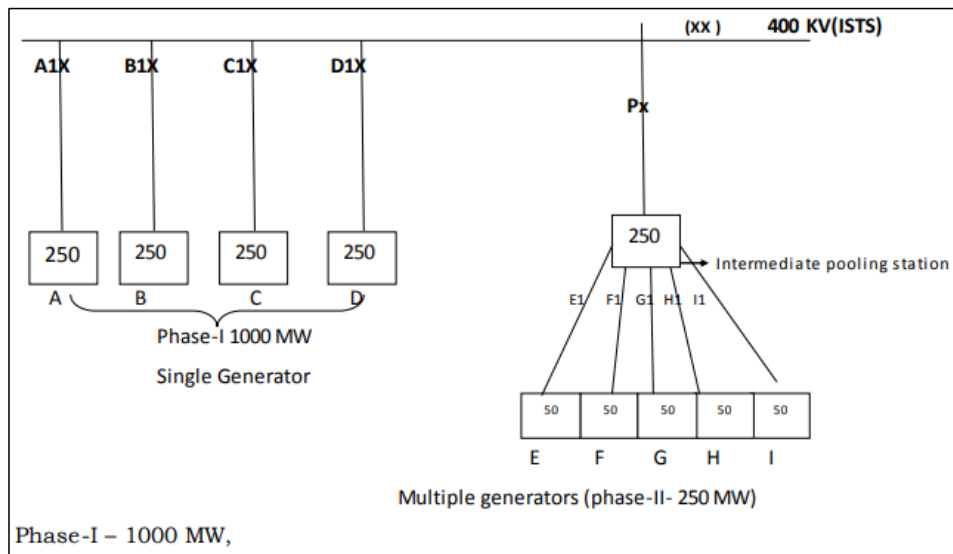 (XX ) 400 KV(ISTS)
A1X B1X C1X D1X
Px
250 250 250 250 250
Intermediate pooling station
A B C D
E1 F1 G1 H1 I1
Phase-I 1000 MW
Single Generator
50 50 50 50 50
E F G H I
Multiple generators (phase-II- 250 MW)
Phase-I – 1000 MW,